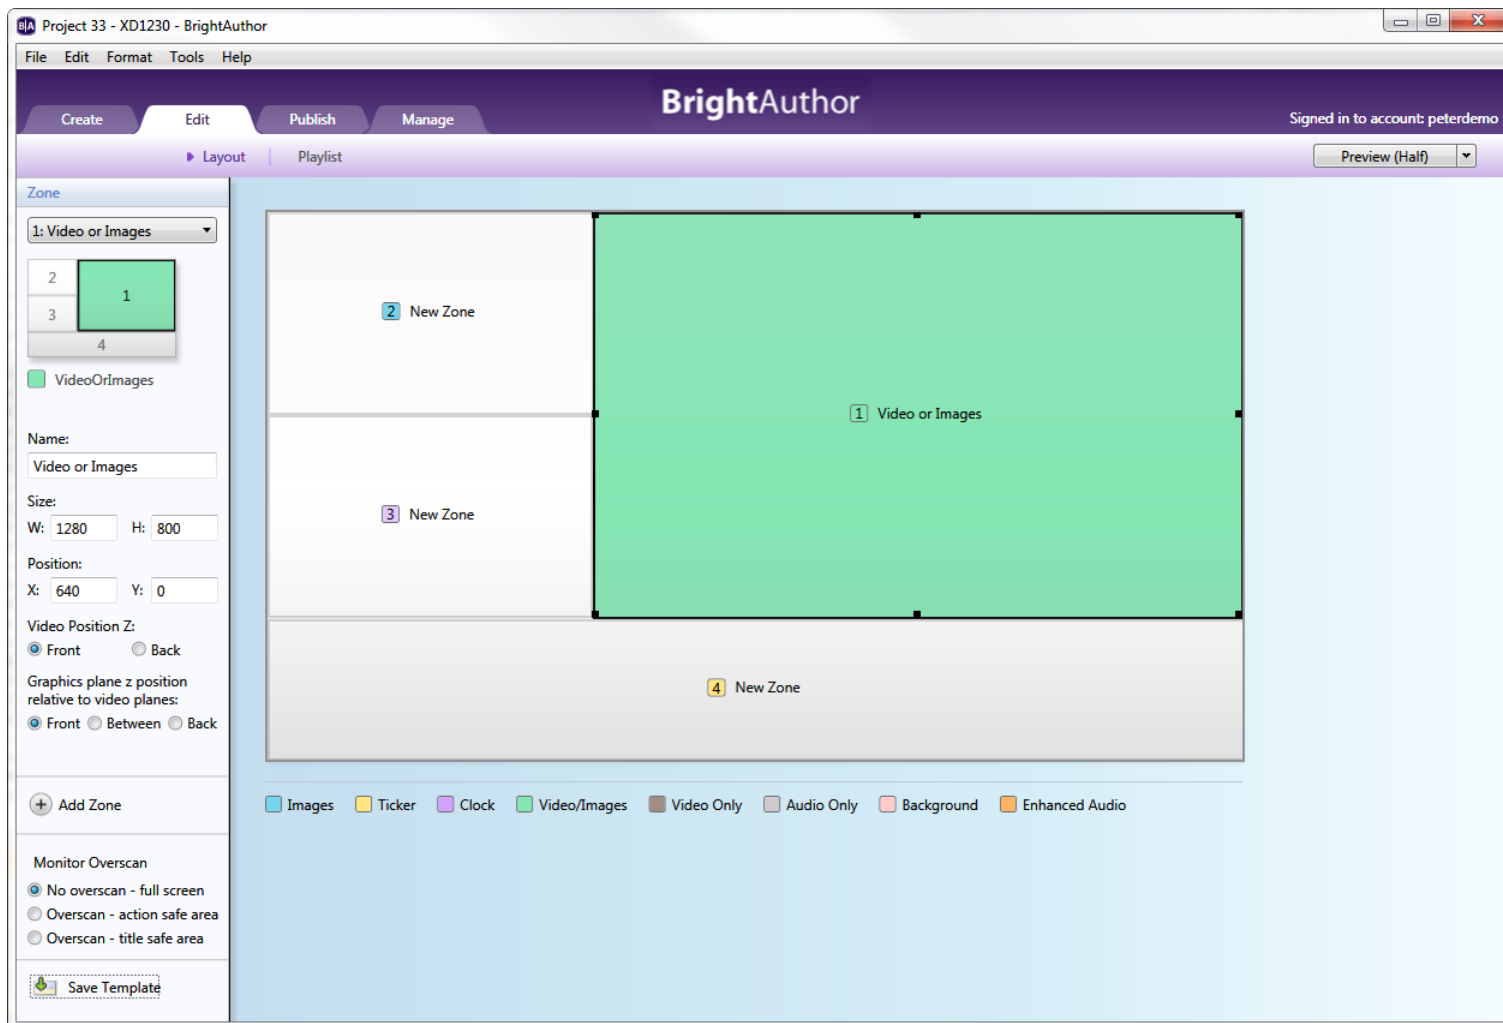 BA Project 33 - XD1230 - BrightAuthor
File Edit Format Tools Help
BrightAuthor
Create Edit Publish Manage
Signed in to account: peterdemo
Layout Playlist
Preview (Half)
Zone
1: Video or Images
2
1
3
4
VideoOrImages
Name:
Video or Images
Size:
W: 1280 H: 800
Position:
X: 640 Y: 0
Video Position Z:
Front Back
Graphics plane z position
relative to video planes:
Front Between Back
Add Zone
Monitor Overscan
No overscan - full screen
Overscan - action safe area
Overscan - title safe area
Save Template
2 New Zone
1 Video or Images
3 New Zone
4 New Zone
Images Ticker Clock Video/Images Video Only Audio Only Background Enhanced Audio